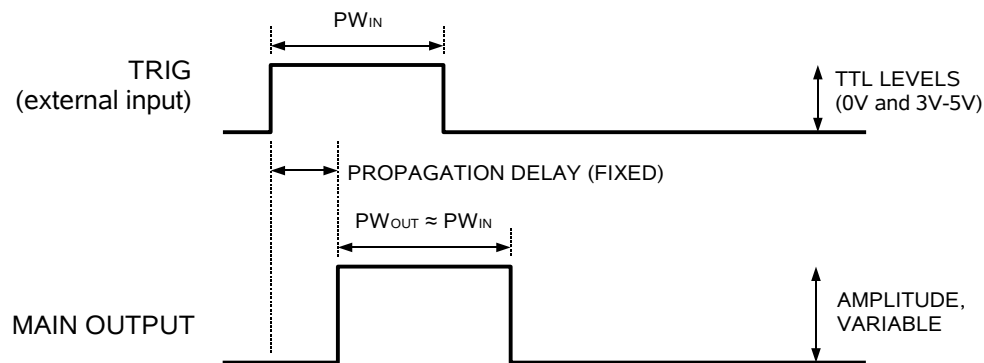 PWIN
TRIG
(external input)
TTL LEVELS
(0V and 3V-5V)
PROPAGATION DELAY (FIXED)
PWOUT ≈ PWIN
MAIN OUTPUT
AMPLITUDE,
VARIABLE